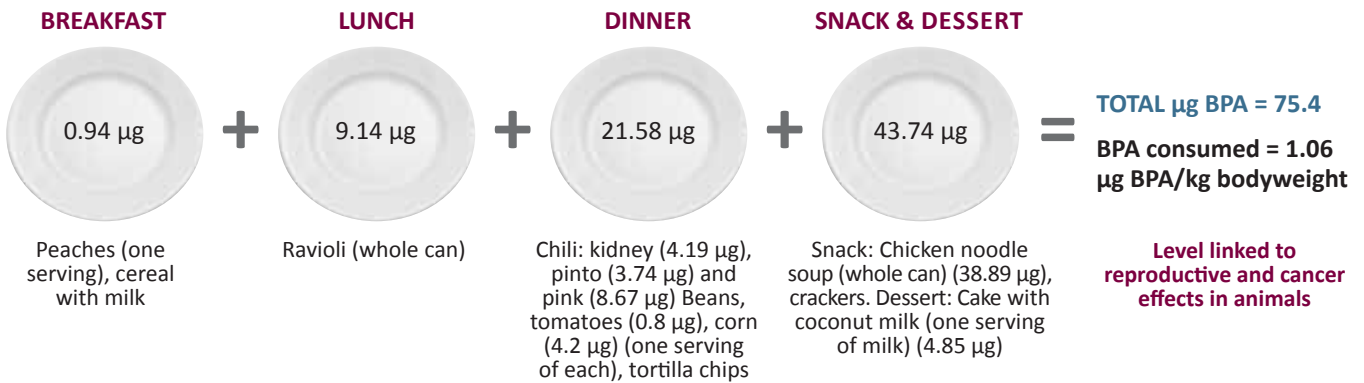 BREAKFAST
LUNCH
DINNER
SNACK & DESSERT
0.94 µg
+
9.14 µg
+
21.58 µg
+
43.74 µg
=
TOTAL µg BPA = 75.4
BPA consumed = 1.06
µg BPA/kg bodyweight
Peaches (one
serving), cereal
with milk
Ravioli (whole can)
Chili: kidney (4.19 µg),
pinto (3.74 µg) and
pink (8.67 µg) Beans,
tomatoes (0.8 µg), corn
(4.2 µg) (one serving
of each), tortilla chips
Snack: Chicken noodle
soup (whole can) (38.89 µg),
crackers. Dessert: Cake with
coconut milk (one serving
of milk) (4.85 µg)
Level linked to
reproductive and cancer
effects in animals